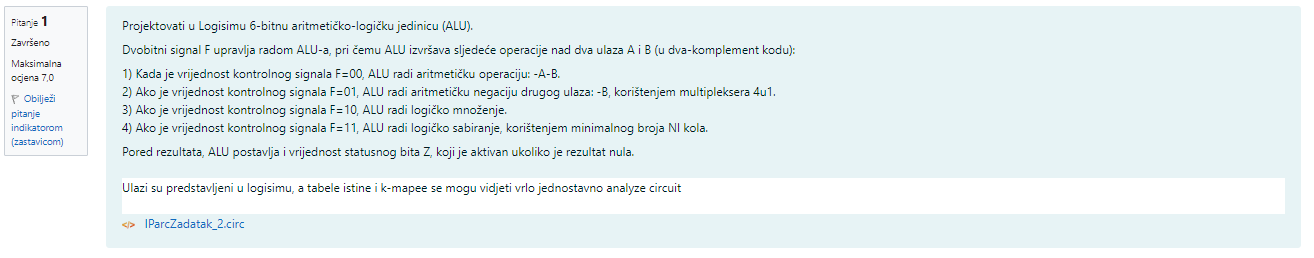 Pitanje 1
Završeno
Maksimalna
ocjena 7,0
Obilježi
pitanje
indikatorom
(zastavicom)
Projektovati u Logisimu 6-bitnu aritmetičko-logičku jedinicu (ALU).
Dvobitni signal F upravlja radom ALU-a, pri čemu ALU izvršava sljedeće operacije nad dva ulaza A i B (u dva-komplement kodu):
1) Kada je vrijednost kontrolnog signala F=00, ALU radi aritmetičku operaciju: -A-B.
2) Ako je vrijednost kontrolnog signala F=01, ALU radi aritmetičku negaciju drugog ulaza: -B, korištenjem multipleksera 4u1.
3) Ako je vrijednost kontrolnog signala F=10, ALU radi logičko množenje.
4) Ako je vrijednost kontrolnog signala F=11, ALU radi logičko sabiranje, korištenjem minimalnog broja NI kola.
Pored rezultata, ALU postavlja i vrijednost statusnog bita Z, koji je aktivan ukoliko je rezultat nula.
Ulazi su predstavljeni u logisimu, a tabele istine i k-mapee se mogu vidjeti vrlo jednostavno analyze circuit
</> IParcZadatak_2.circ